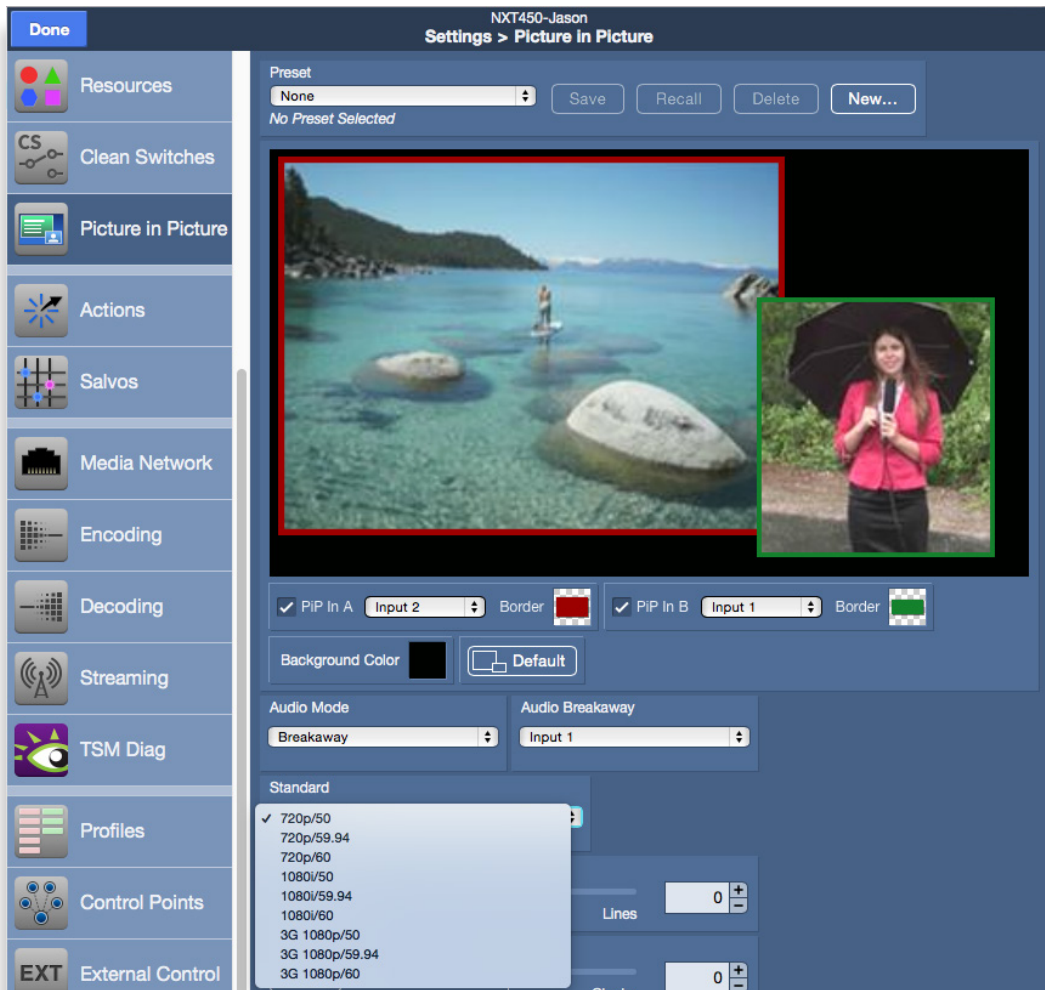 NXT450-Jason
Done
Settings > Picture in Picture
Resources
CS
Clean Switches
Picture in Picture
Actions
Salvos
Media Network
Encoding
Decoding
Streaming
TSM Diag
Profiles
Control Points
EXT External Control
Preset
None
Save Recall Delete New...
No Preset Selected
PiP In A Input 2 Border PiP In B Input 1 Border
Background Color Default
Audio Mode Audio Breakaway
Breakaway Input 1
Standard
✓ 720p/50
720p/59.94
720p/60
1080i/50
1080i/59.94
1080i/60
3G 1080p/50
3G 1080p/59.94
3G 1080p/60
0 + −
Lines
0 + −